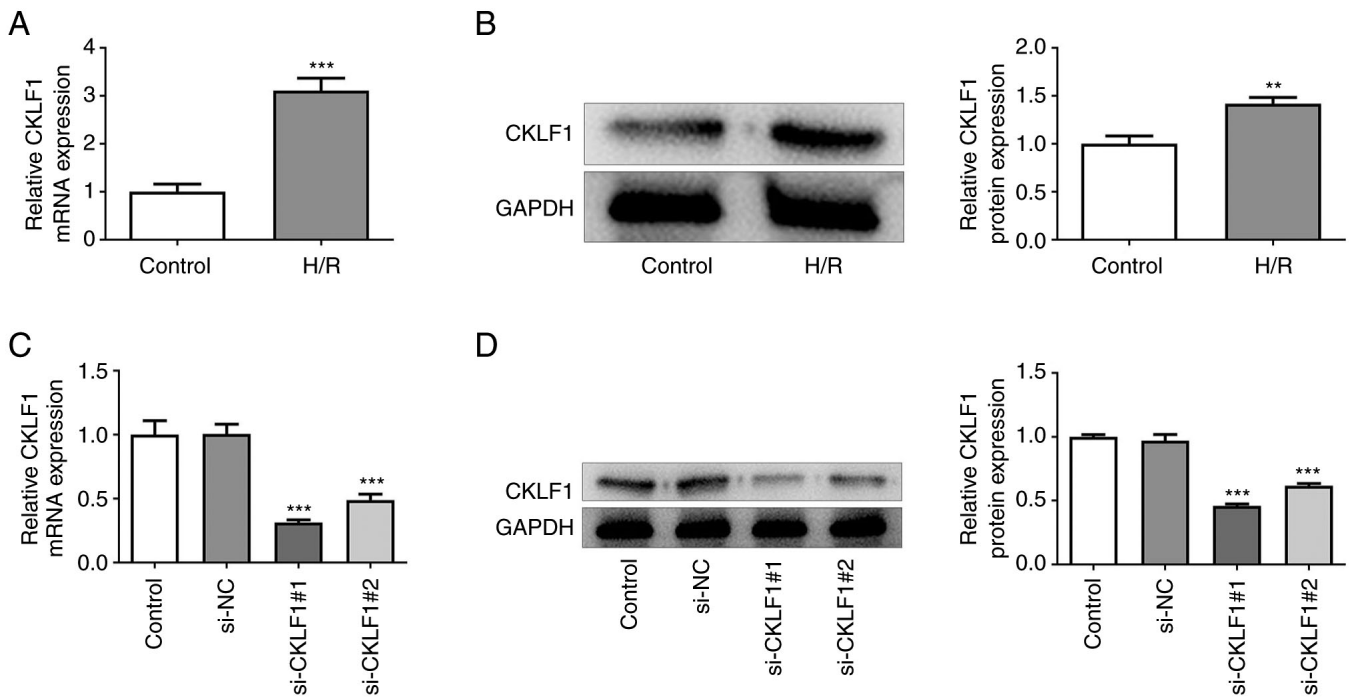 A
Relative CKLF1
mRNA expression
4
3
2
1
0
***
Control
H/R
B
CKLF1
GAPDH
Control
H/R
Relative CKLF1
protein expression
2.0
1.5
1.0
0.5
0.0
**
Control
H/R
C
Relative CKLF1
mRNA expression
1.5
1.0
0.5
0.0
***
***
Control
si-NC
si-CKLF1#1
si-CKLF1#2
D
CKLF1
GAPDH
Control
si-NC
si-CKLF1#1
si-CKLF1#2
Relative CKLF1
protein expression
1.5
1.0
0.5
0.0
***
***
Control
si-NC
si-CKLF1#1
si-CKLF1#2